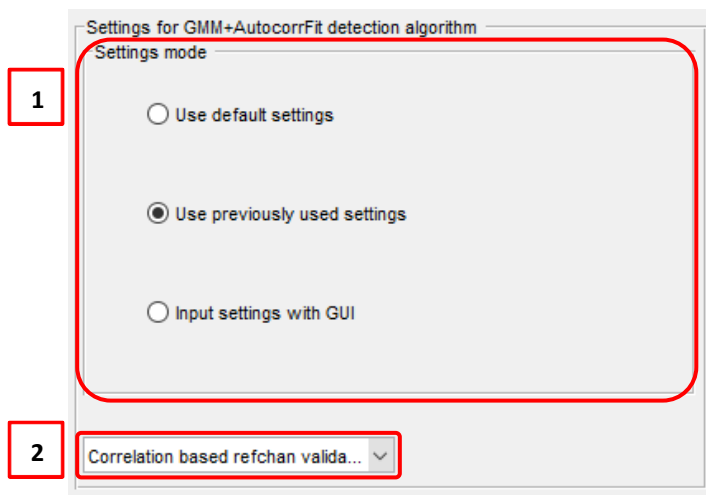 Settings for GMM+AutocorrFit detection algorithm
Settings mode
1
Use default settings
Use previously used settings
Input settings with GUI
2
Correlation based refchan valida...